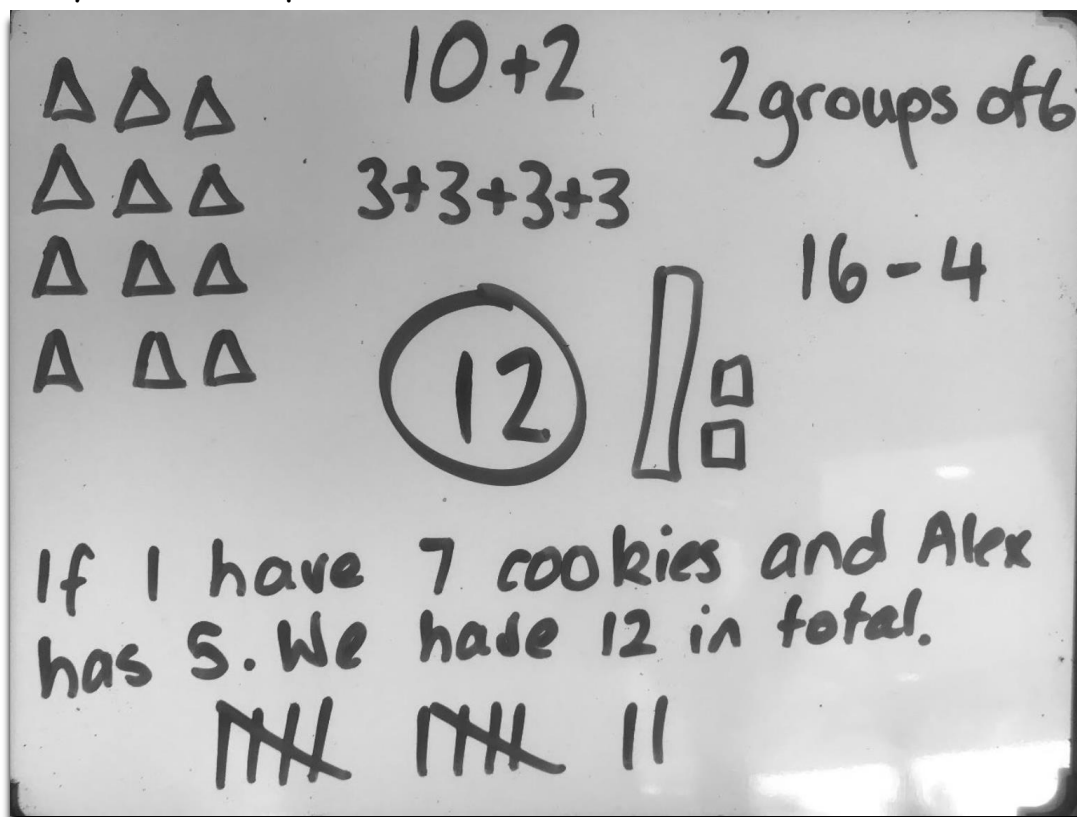 10+2
2 groups of 6
3+3+3+3
16-4
12
If I have 7 cookies and Alex
has 5. We have 12 in total.